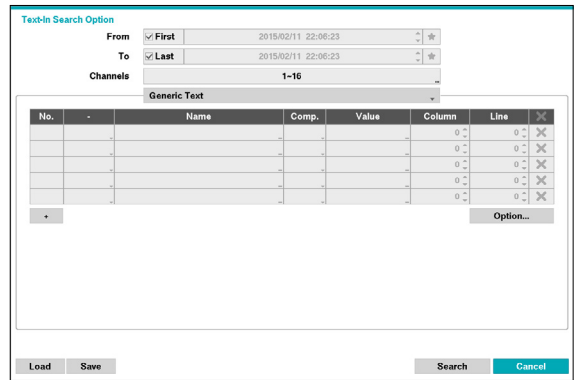 Text-In Search Option
From First 2015/02/11 22:06:23
To Last 2015/02/11 22:06:23
Channels 1~16
Generic Text
No. - Name Comp. Value Column Line
0 0
0 0
0 0
0 0
0 0
+ Option...
Load Save Search Cancel